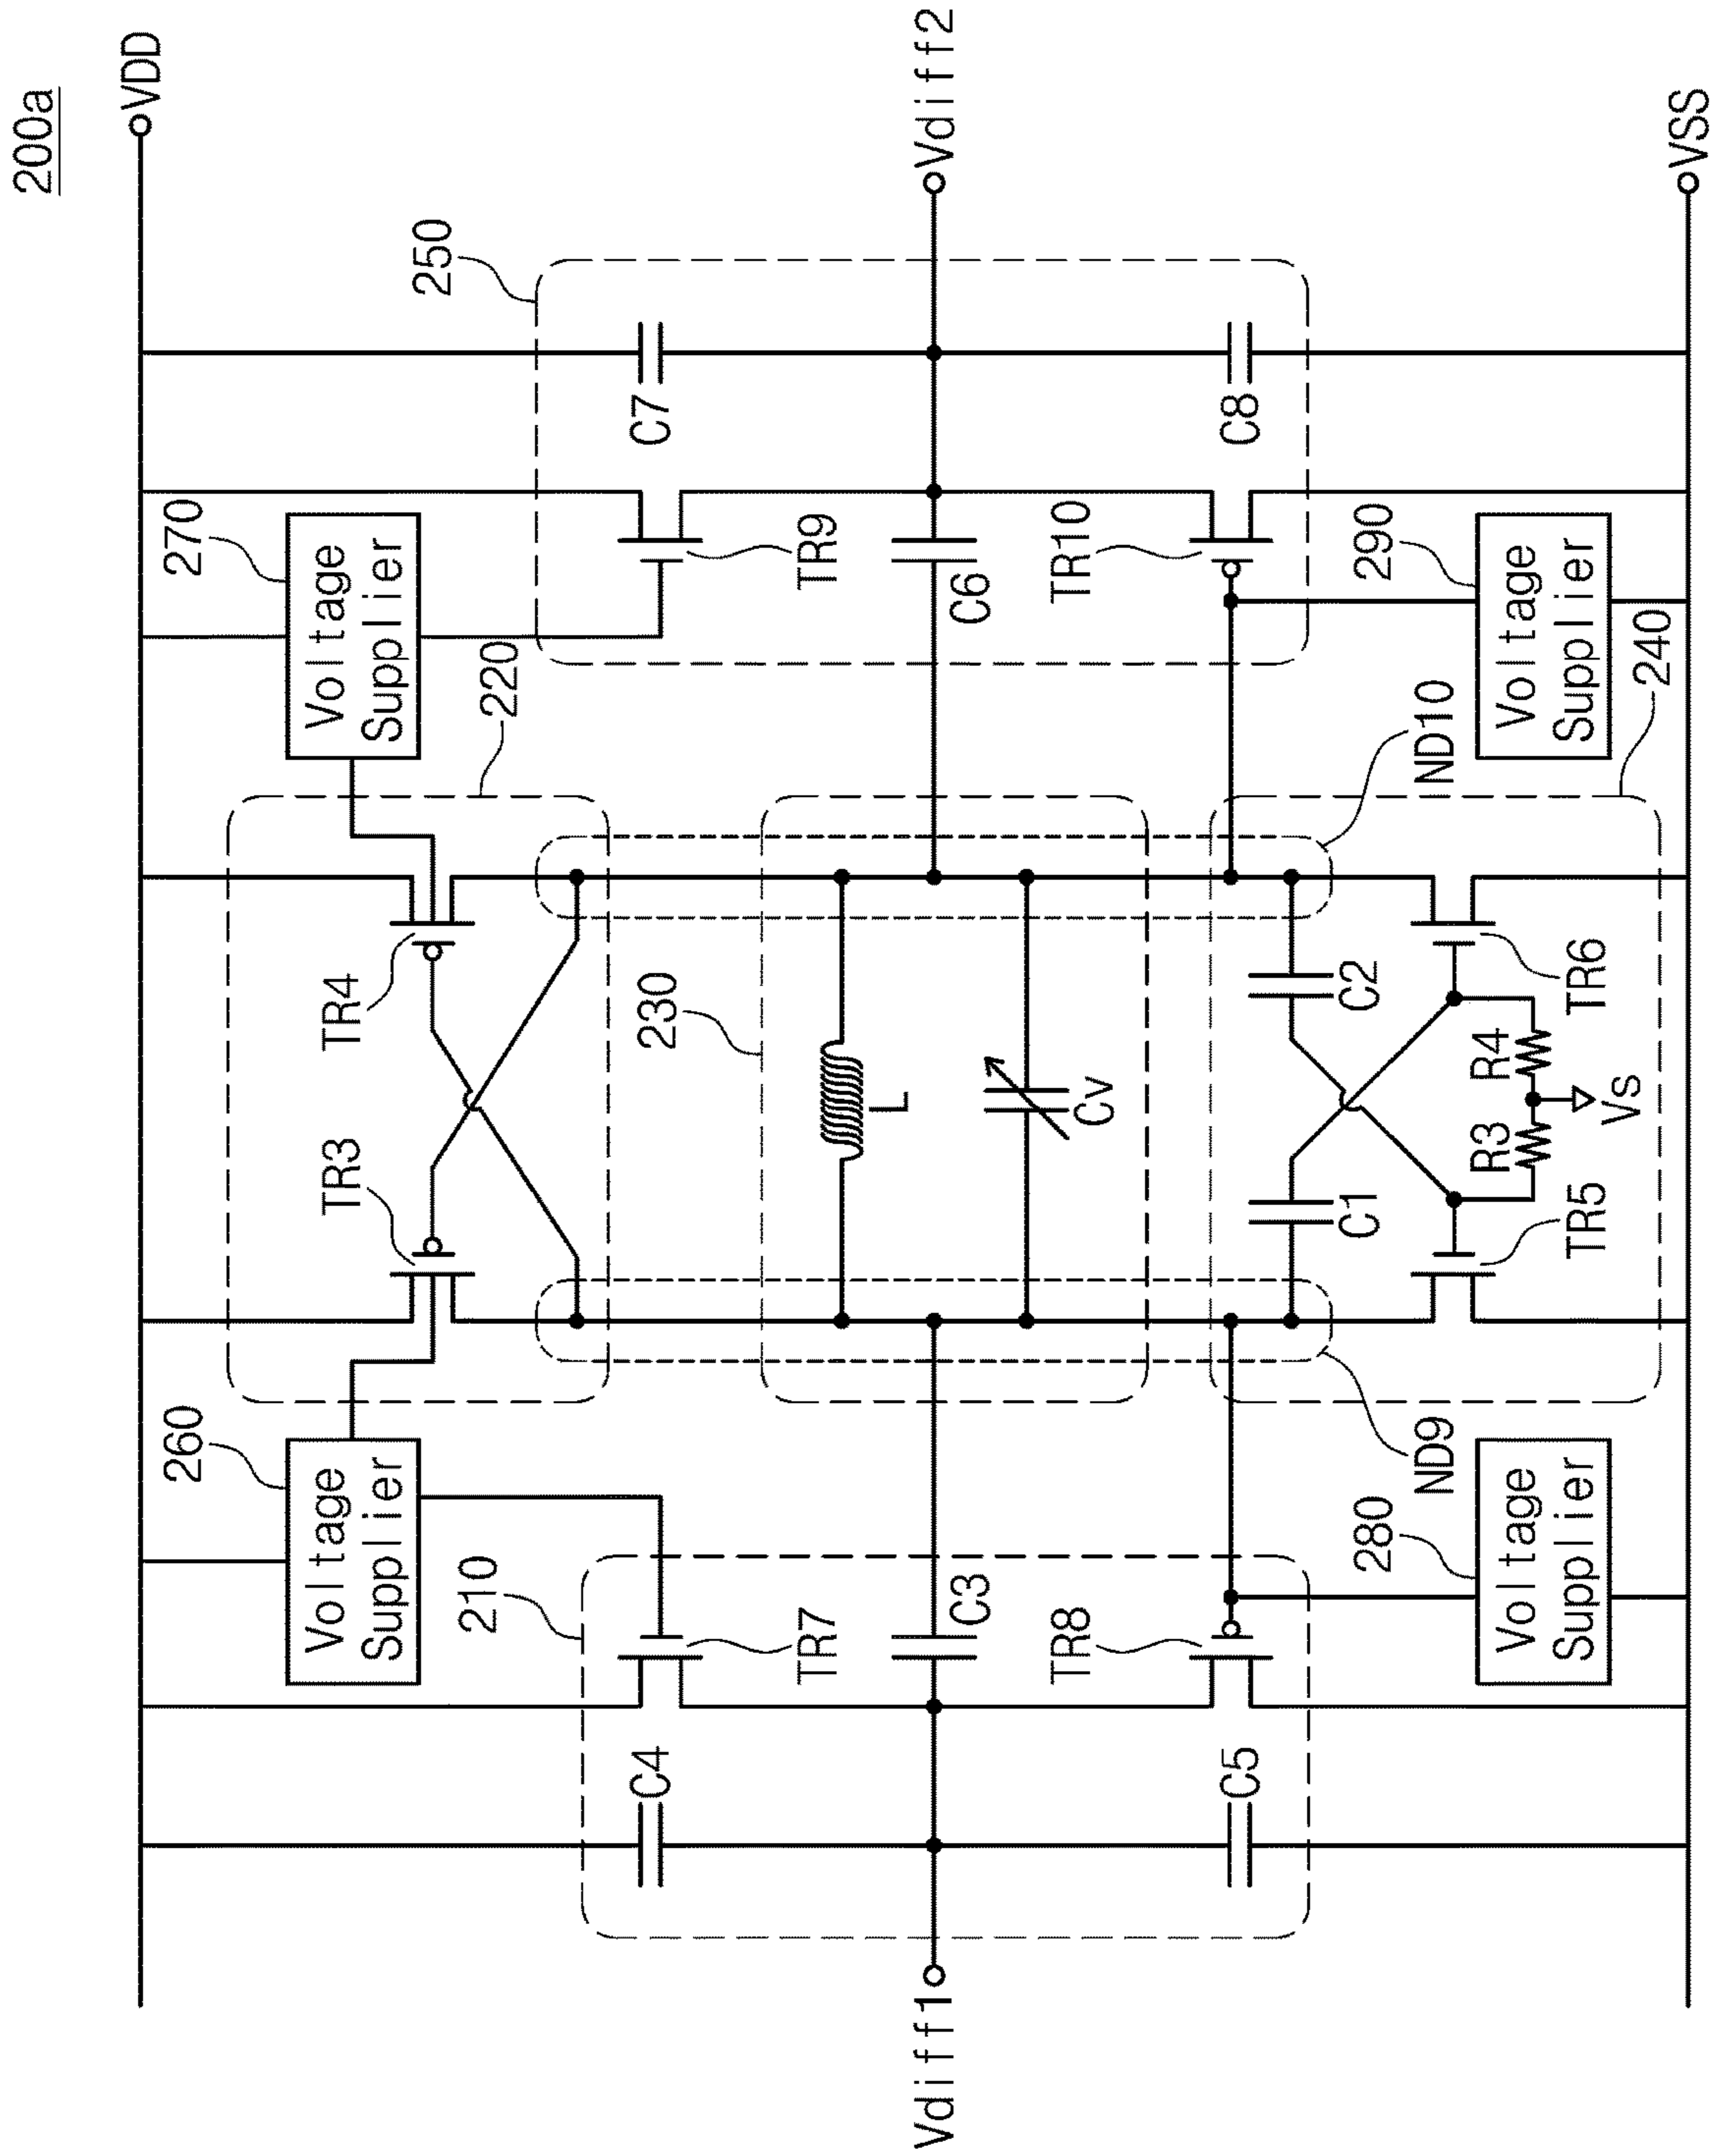 200a
VDD
260
Voltage
Supplier
TR3
TR4
220
270
Voltage
Supplier
250
210
C4
TR7
230
L
TR9
C7
Vdiff1
C3
C6
Vdiff2
Cv
TR8
TR10
C5
C1
C2
C8
280
Voltage
Supplier
ND9
TR5
R3
R4
Vs
TR6
ND10
290
Voltage
Supplier
240
VSS